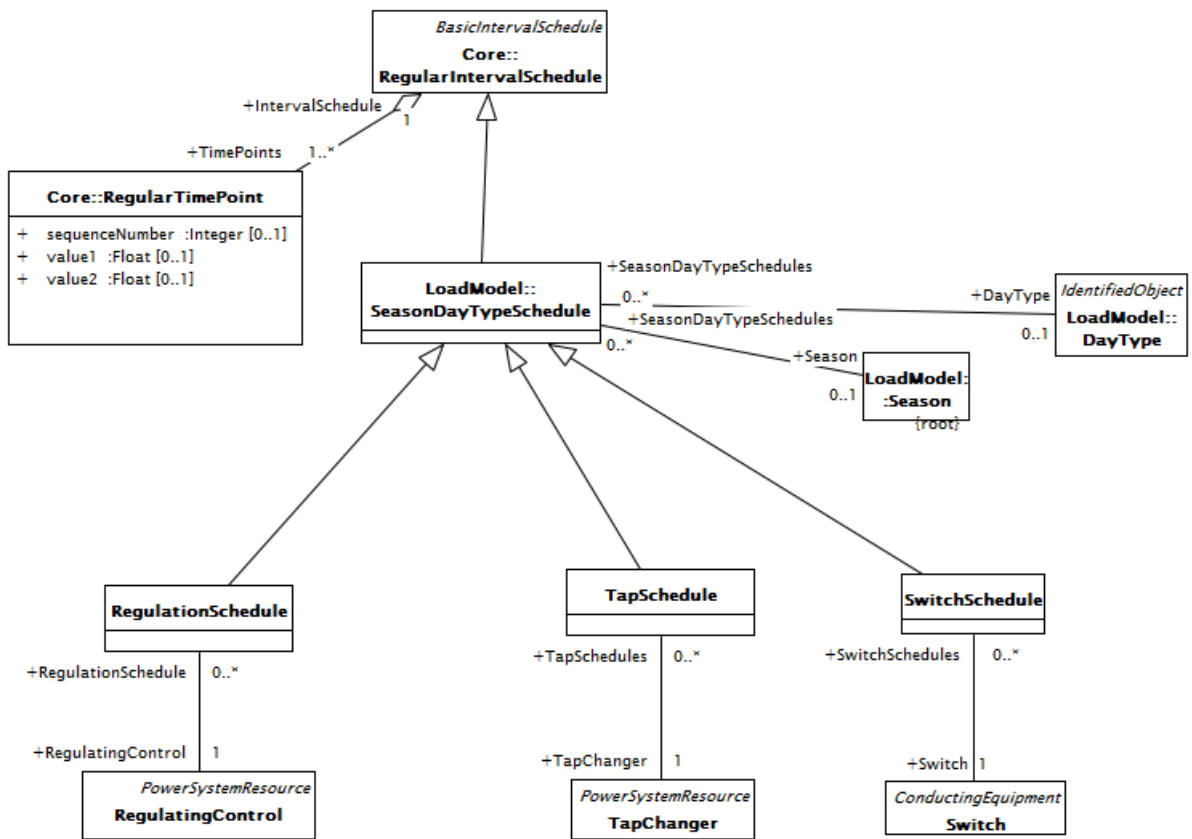 BasicIntervalSchedule
Core::
RegularIntervalSchedule
+IntervalSchedule
1
+TimePoints 1..*
Core::RegularTimePoint
+ sequenceNumber :Integer [0..1]
+ value1 :Float [0..1]
+ value2 :Float [0..1]
LoadModel::
SeasonDayTypeSchedule
+SeasonDayTypeSchedules
0..*
+DayType
0..1
IdentifiedObject
LoadModel::
DayType
+SeasonDayTypeSchedules
0..*
+Season
0..1
LoadModel:
:Season
{root}
RegulationSchedule
TapSchedule
SwitchSchedule
+RegulationSchedule 0..*
+TapSchedules 0..*
+SwitchSchedules 0..*
+RegulatingControl 1
+TapChanger 1
+Switch 1
PowerSystemResource
RegulatingControl
PowerSystemResource
TapChanger
ConductingEquipment
Switch